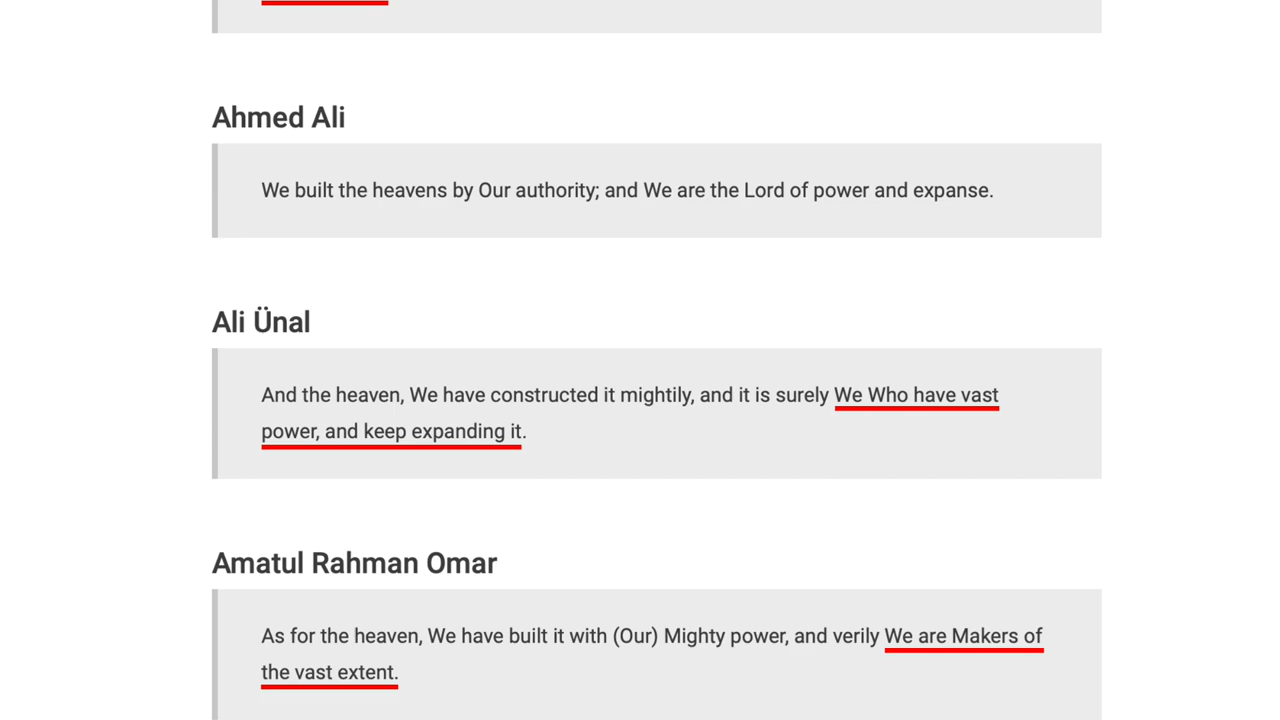 Ahmed Ali
We built the heavens by Our authority; and We are the Lord of power and expanse.
Ali Ünal
And the heaven, We have constructed it mightily, and it is surely We Who have vast
power, and keep expanding it.
Amatul Rahman Omar
As for the heaven, We have built it with (Our) Mighty power, and verily We are Makers of
the vast extent.